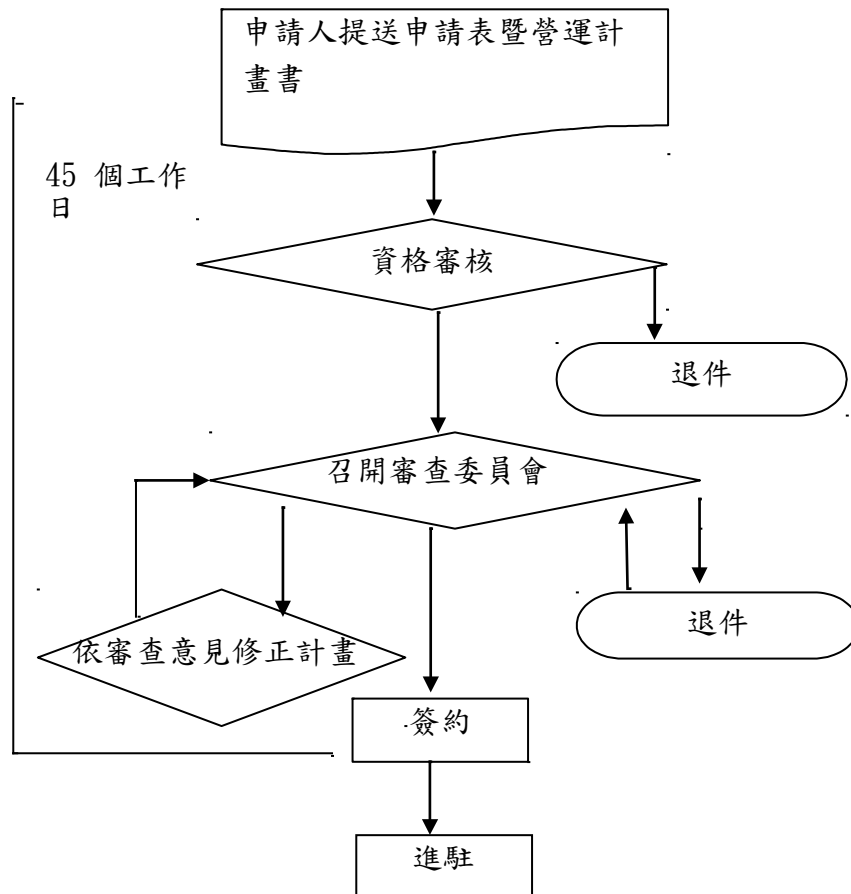 申請人提送申請表暨營運計
畫書
45 個工作
日
資格審核
退件
召開審查委員會
依審查意見修正計畫
退件
簽約
進駐